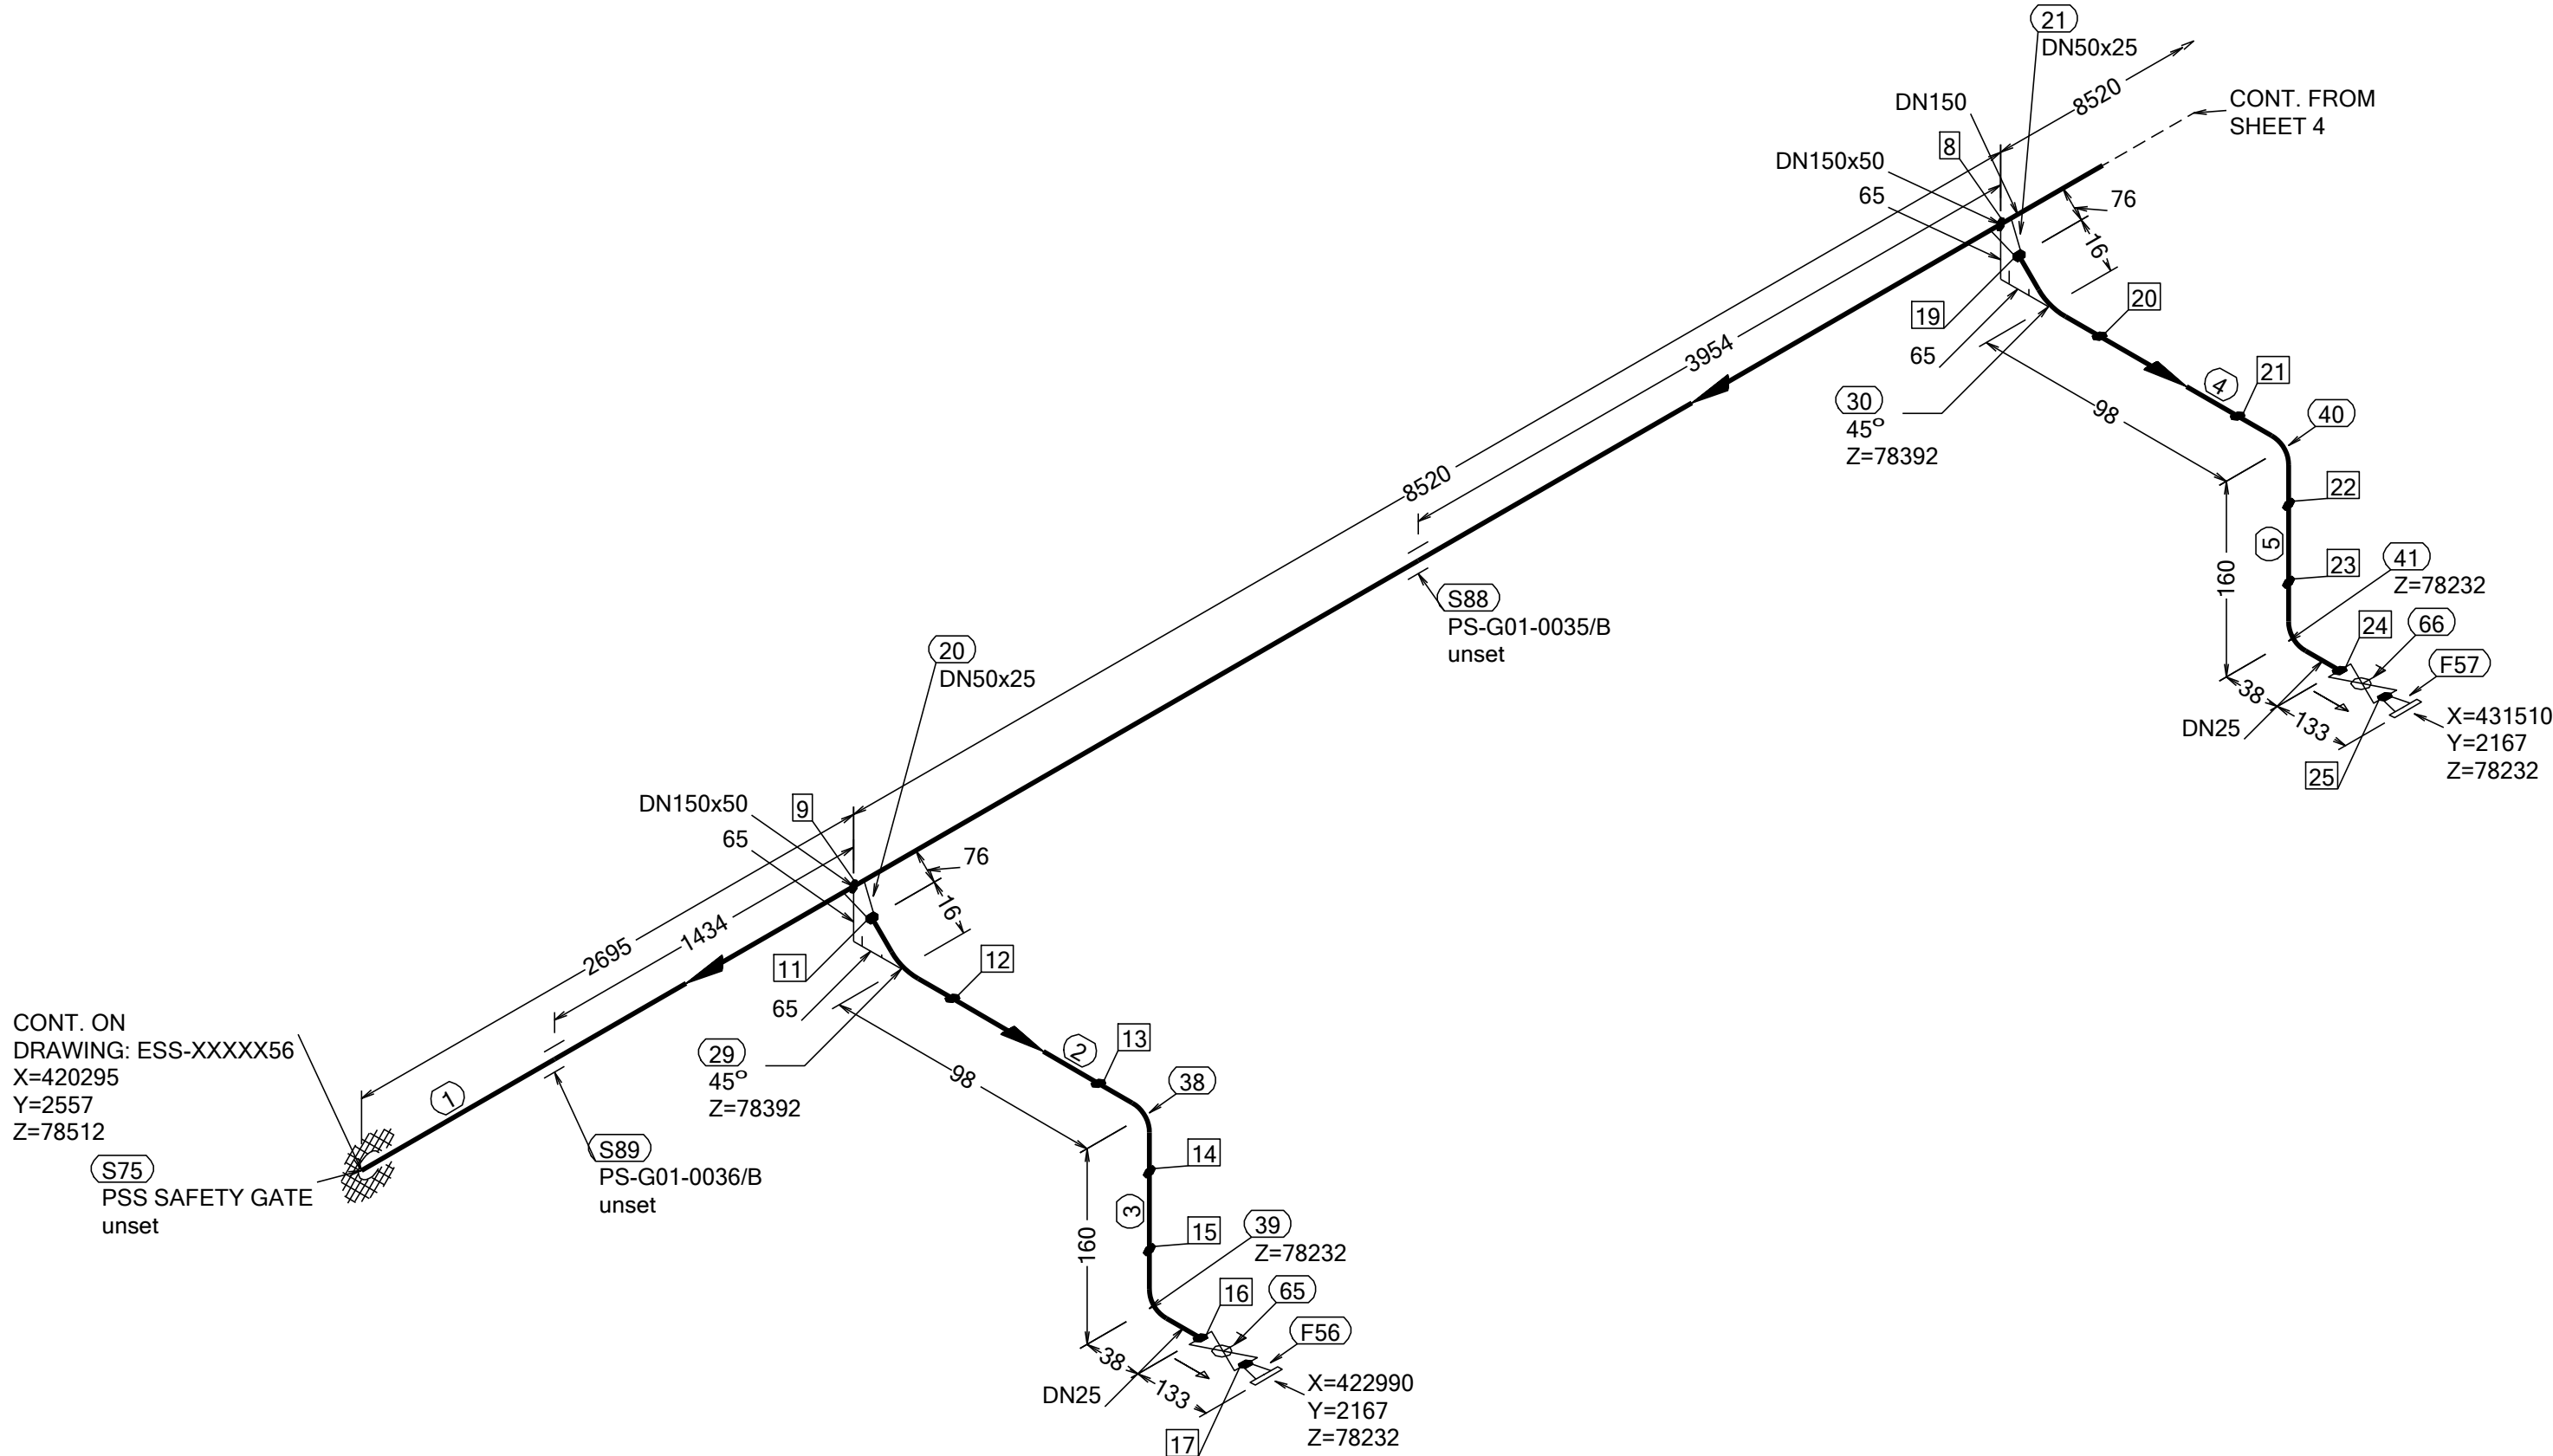 21
DN50x25
8520
DN150
CONT. FROM
SHEET 4
8
DN150x50
65
76
16
19
20
65
3954
30
45°
Z=78392
98
4
21
40
8520
22
5
160
23
41
Z=78232
S88
PS-G01-0035/B
unset
24
66
F57
38
133
DN25
X=431510
Y=2167
Z=78232
25
20
DN50x25
DN150x50
9
65
76
16
1434
2695
11
12
65
CONT. ON
DRAWING: ESS-XXXXX56
X=420295
Y=2557
Z=78512
29
45°
Z=78392
98
2
13
38
1
S75
PSS SAFETY GATE
unset
S89
PS-G01-0036/B
unset
14
3
160
15
39
Z=78232
16
65
F56
38
133
DN25
X=422990
Y=2167
Z=78232
17